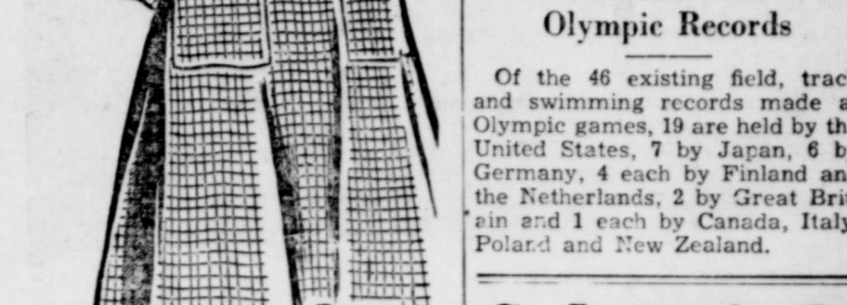 Olympic Records
Of the 46 existing field, trac
and swimming records made a
Olympic games, 19 are held by th
United States, 7 by Japan, 6 b
Germany, 4 each by Finland an
the Netherlands, 2 by Great Brit
ain and 1 each by Canada, Italy
Poland and New Zealand.